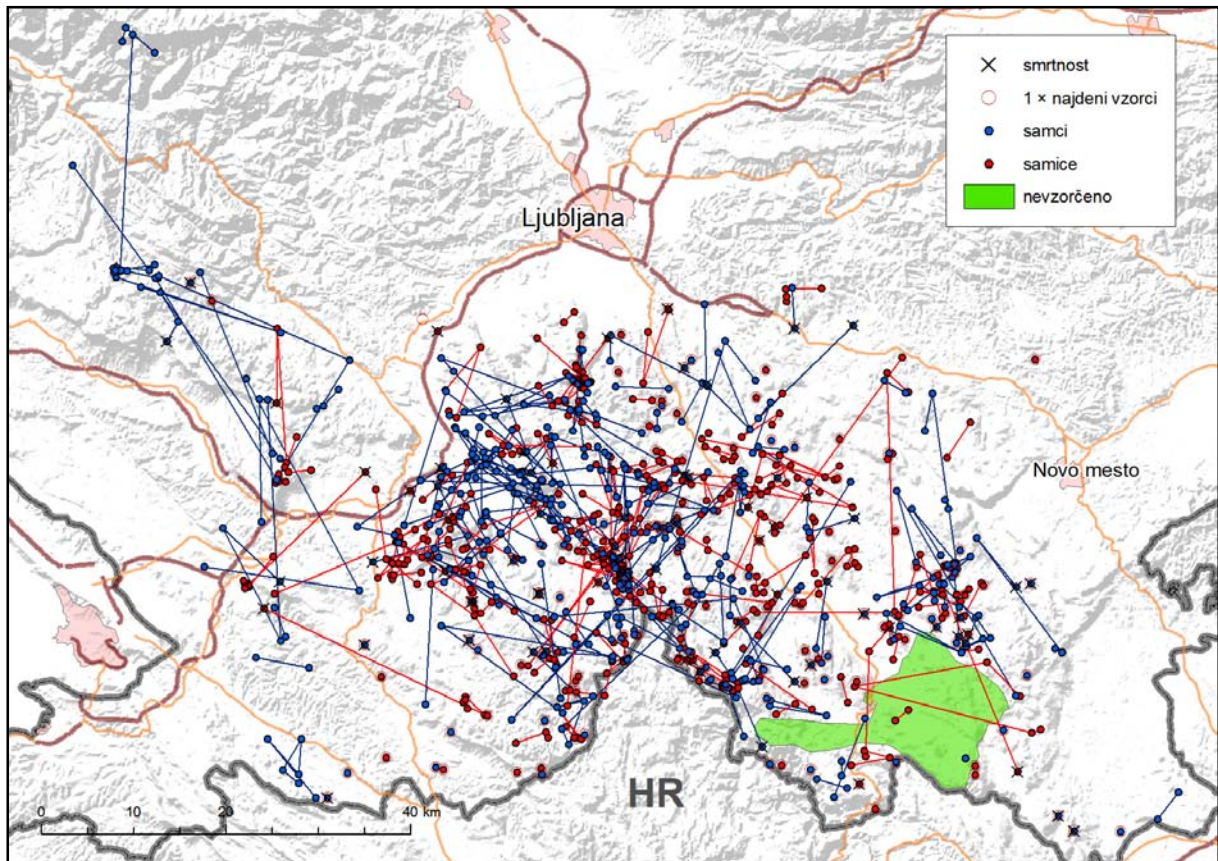 smrtnost
1 × najdeni vzorci
samci
samice
nevzorčeno
Ljubljana
Novo mesto
HR
0 10 20 40 km